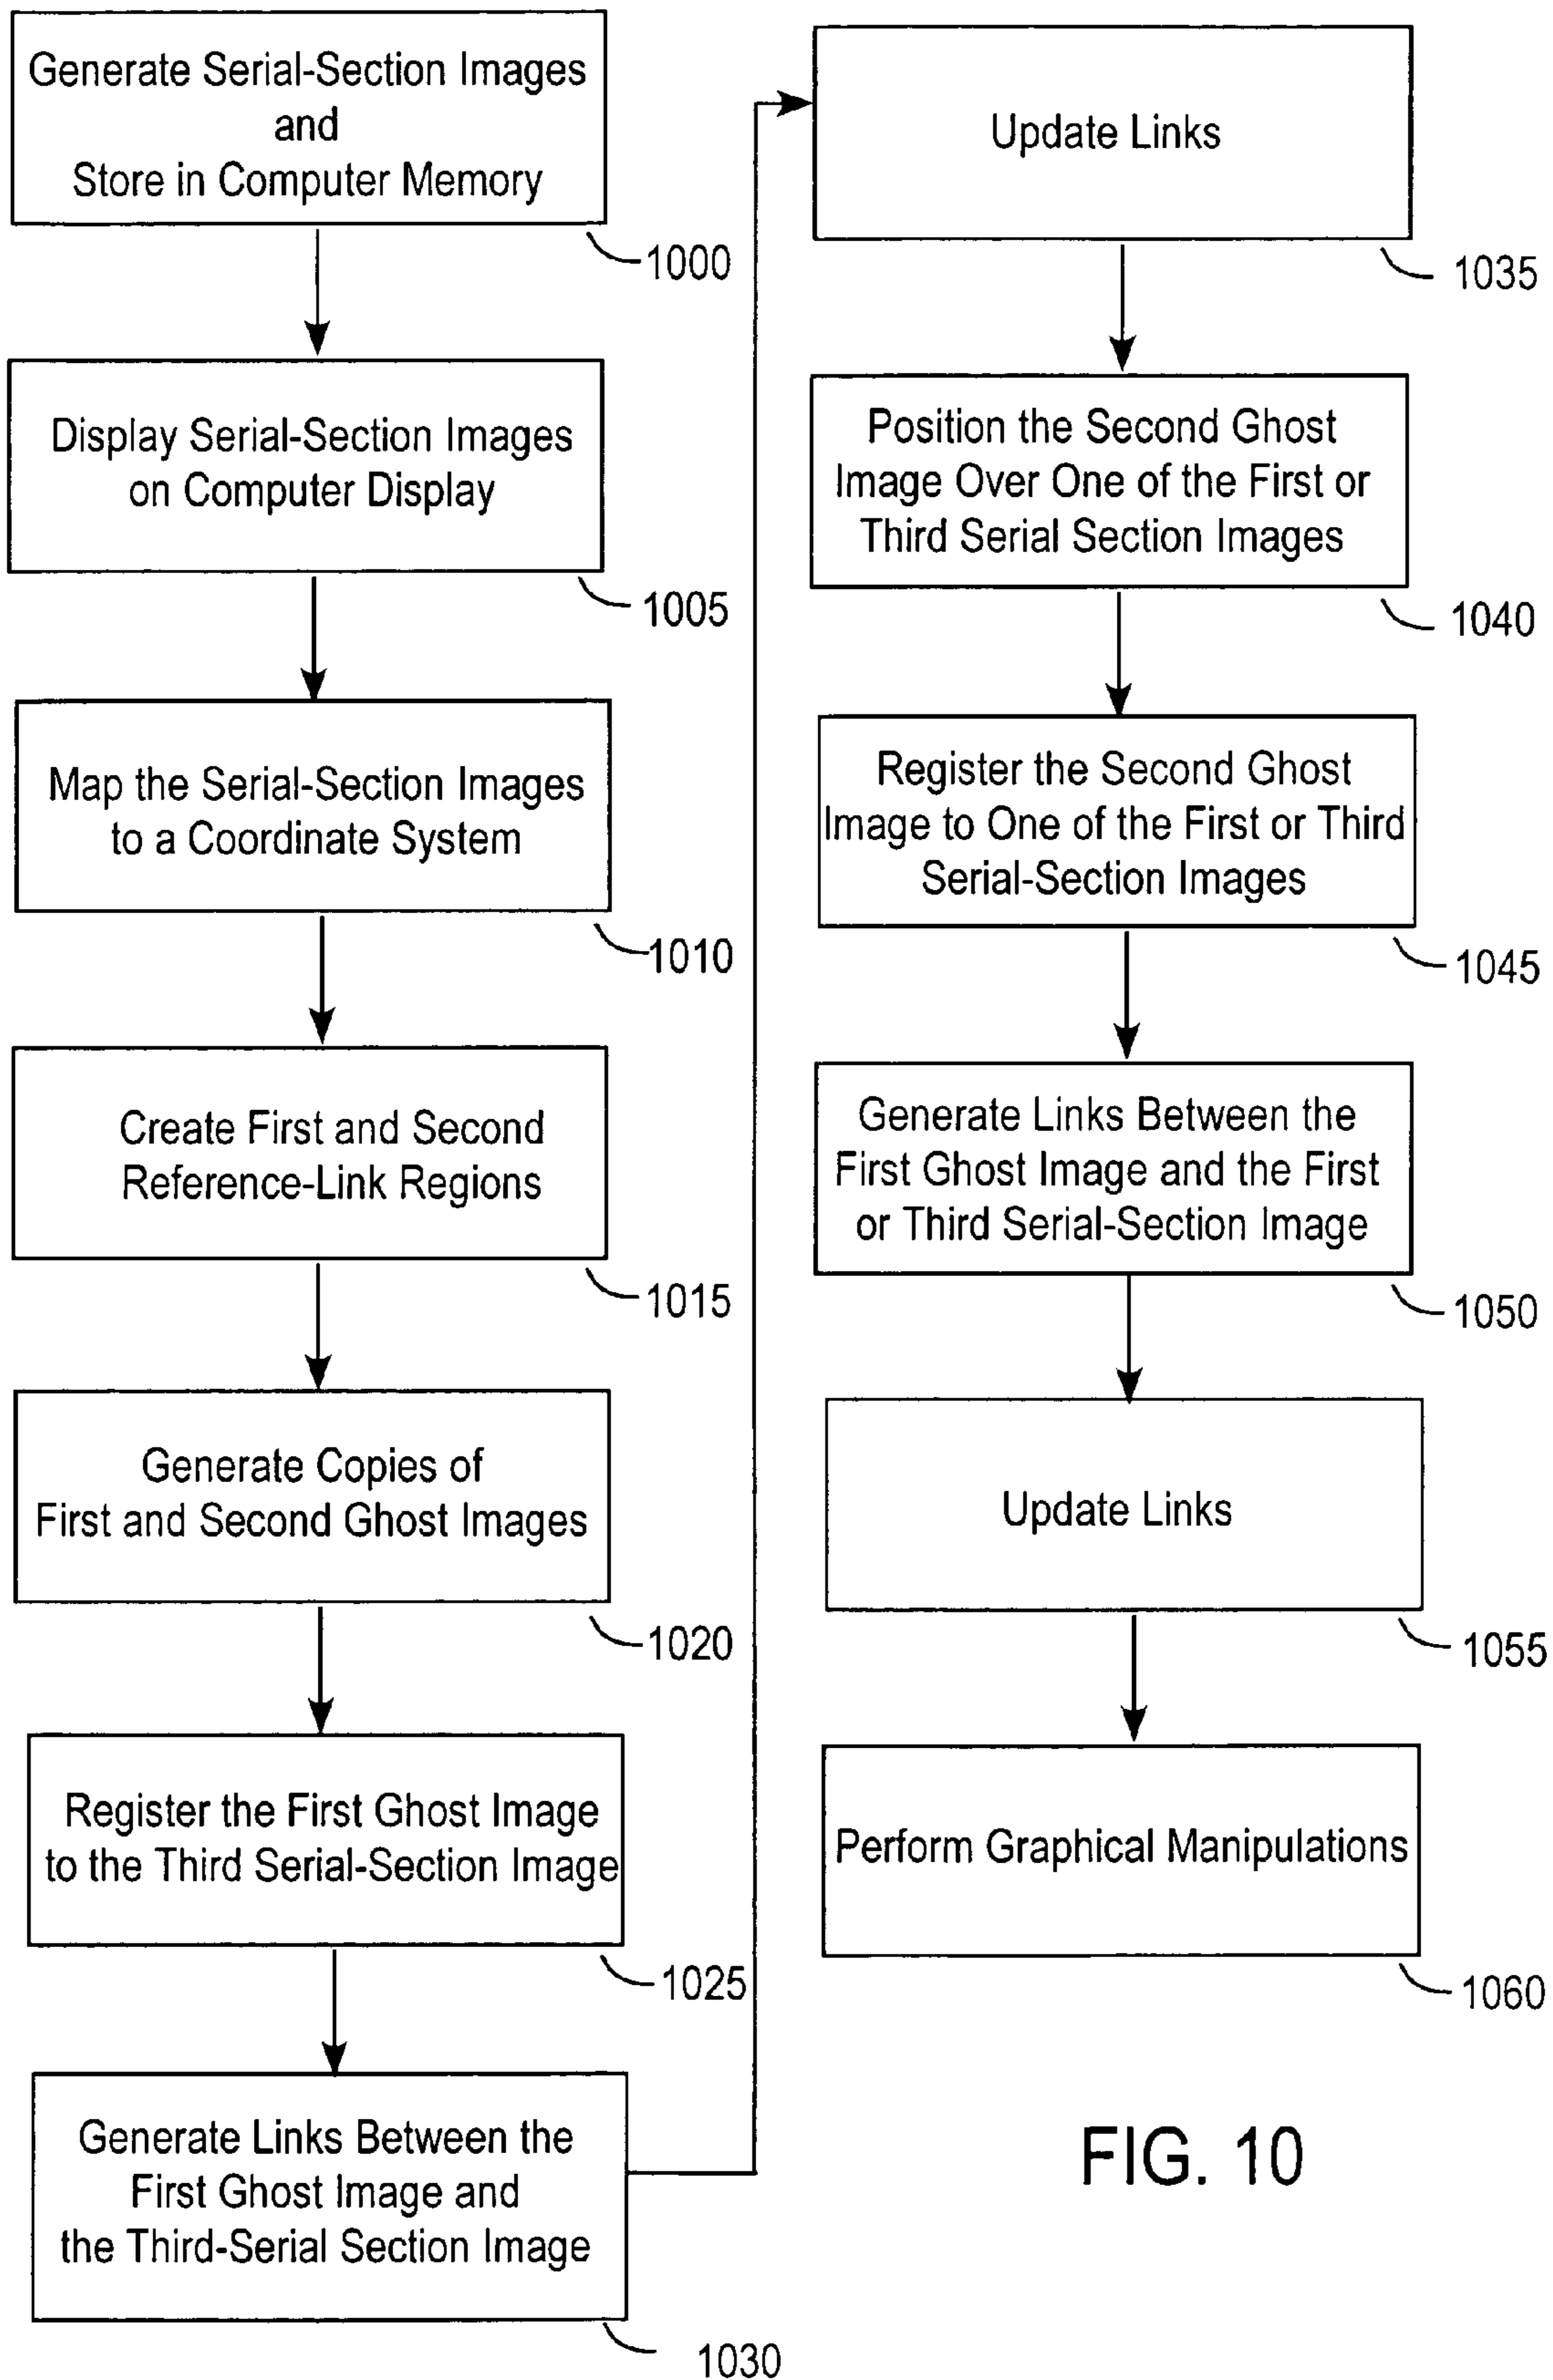 Generate Serial-Section Images
and
Store in Computer Memory
1000
Display Serial-Section Images
on Computer Display
1005
Map the Serial-Section Images
to a Coordinate System
1010
Create First and Second
Reference-Link Regions
1015
Generate Copies of
First and Second Ghost Images
1020
Register the First Ghost Image
to the Third Serial-Section Image
1025
Generate Links Between the
First Ghost Image and
the Third-Serial Section Image
1030
Update Links
1035
Position the Second Ghost
Image Over One of the First or
Third Serial Section Images
1040
Register the Second Ghost
Image to One of the First or Third
Serial-Section Images
1045
Generate Links Between the
First Ghost Image and the First
or Third Serial-Section Image
1050
Update Links
1055
Perform Graphical Manipulations
1060
FIG. 10